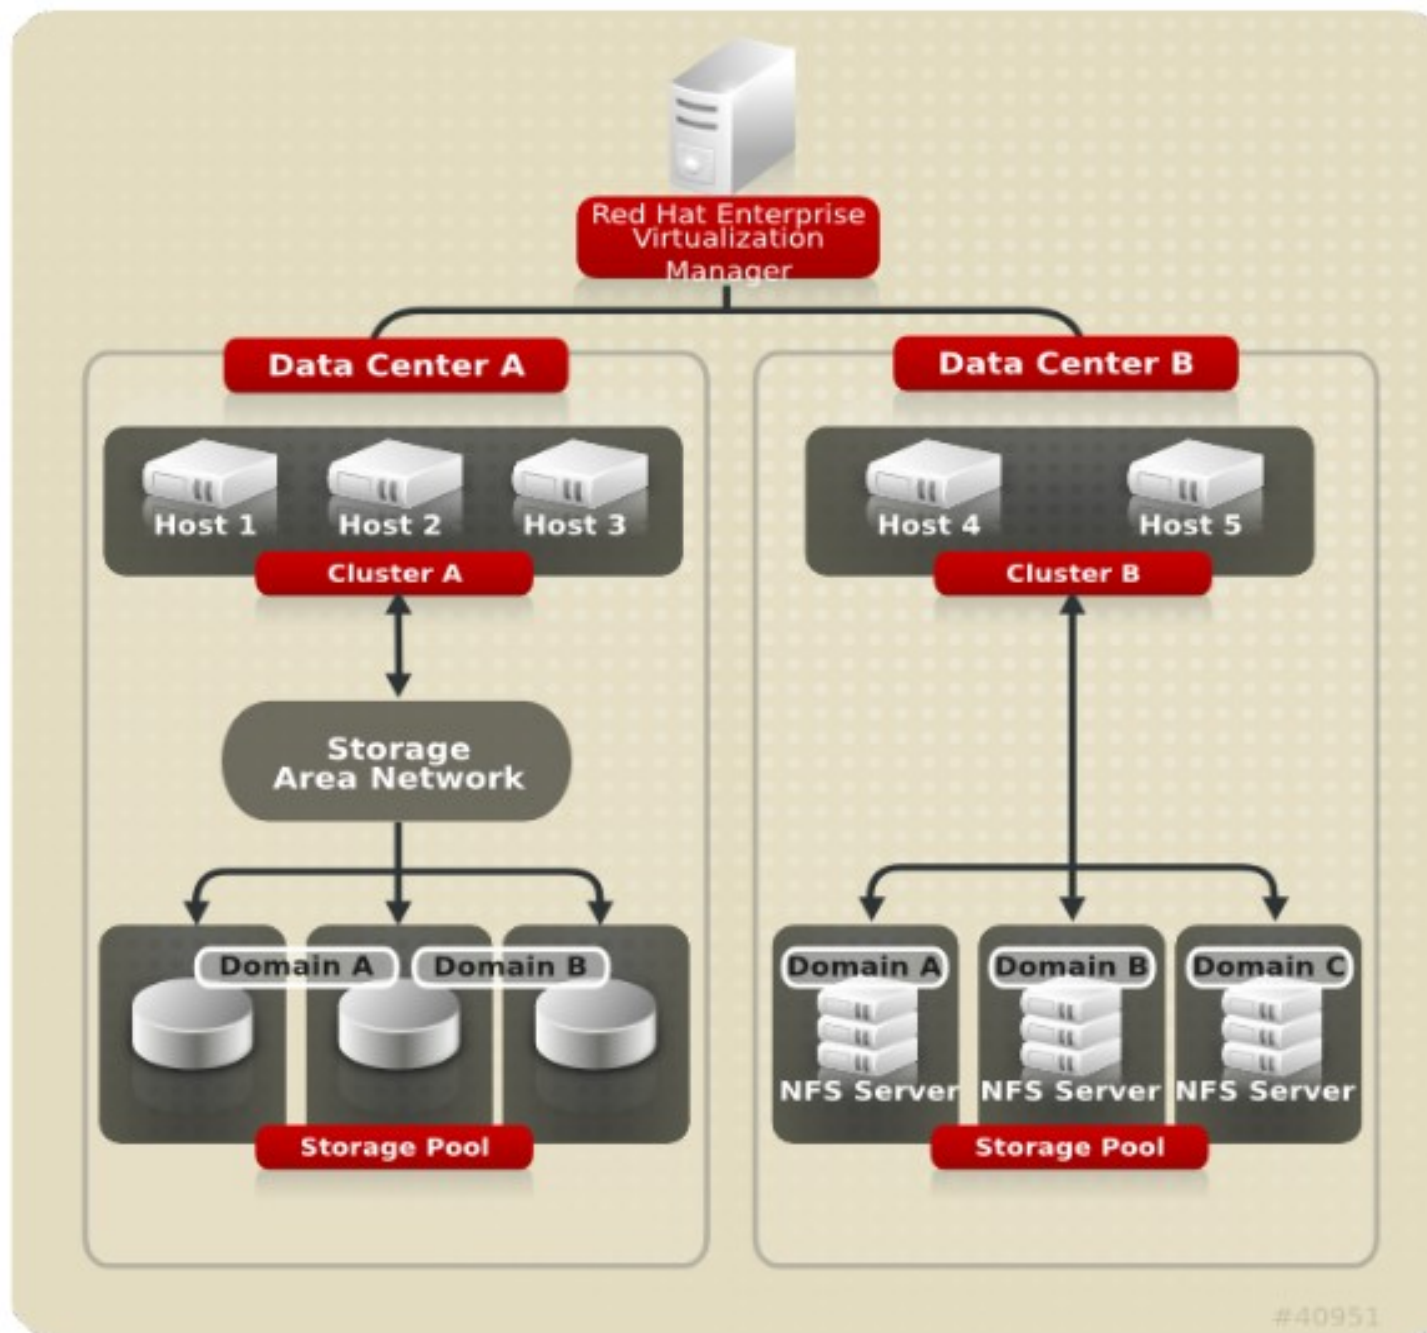 Red Hat Enterprise
Virtualization
Manager
Data Center A
Data Center B
Host 1
Host 2
Host 3
Host 4
Host 5
Cluster A
Cluster B
Storage
Area Network
Domain A
Domain B
Domain A
Domain B
Domain C
NFS Server
NFS Server
NFS Server
Storage Pool
Storage Pool
#40951